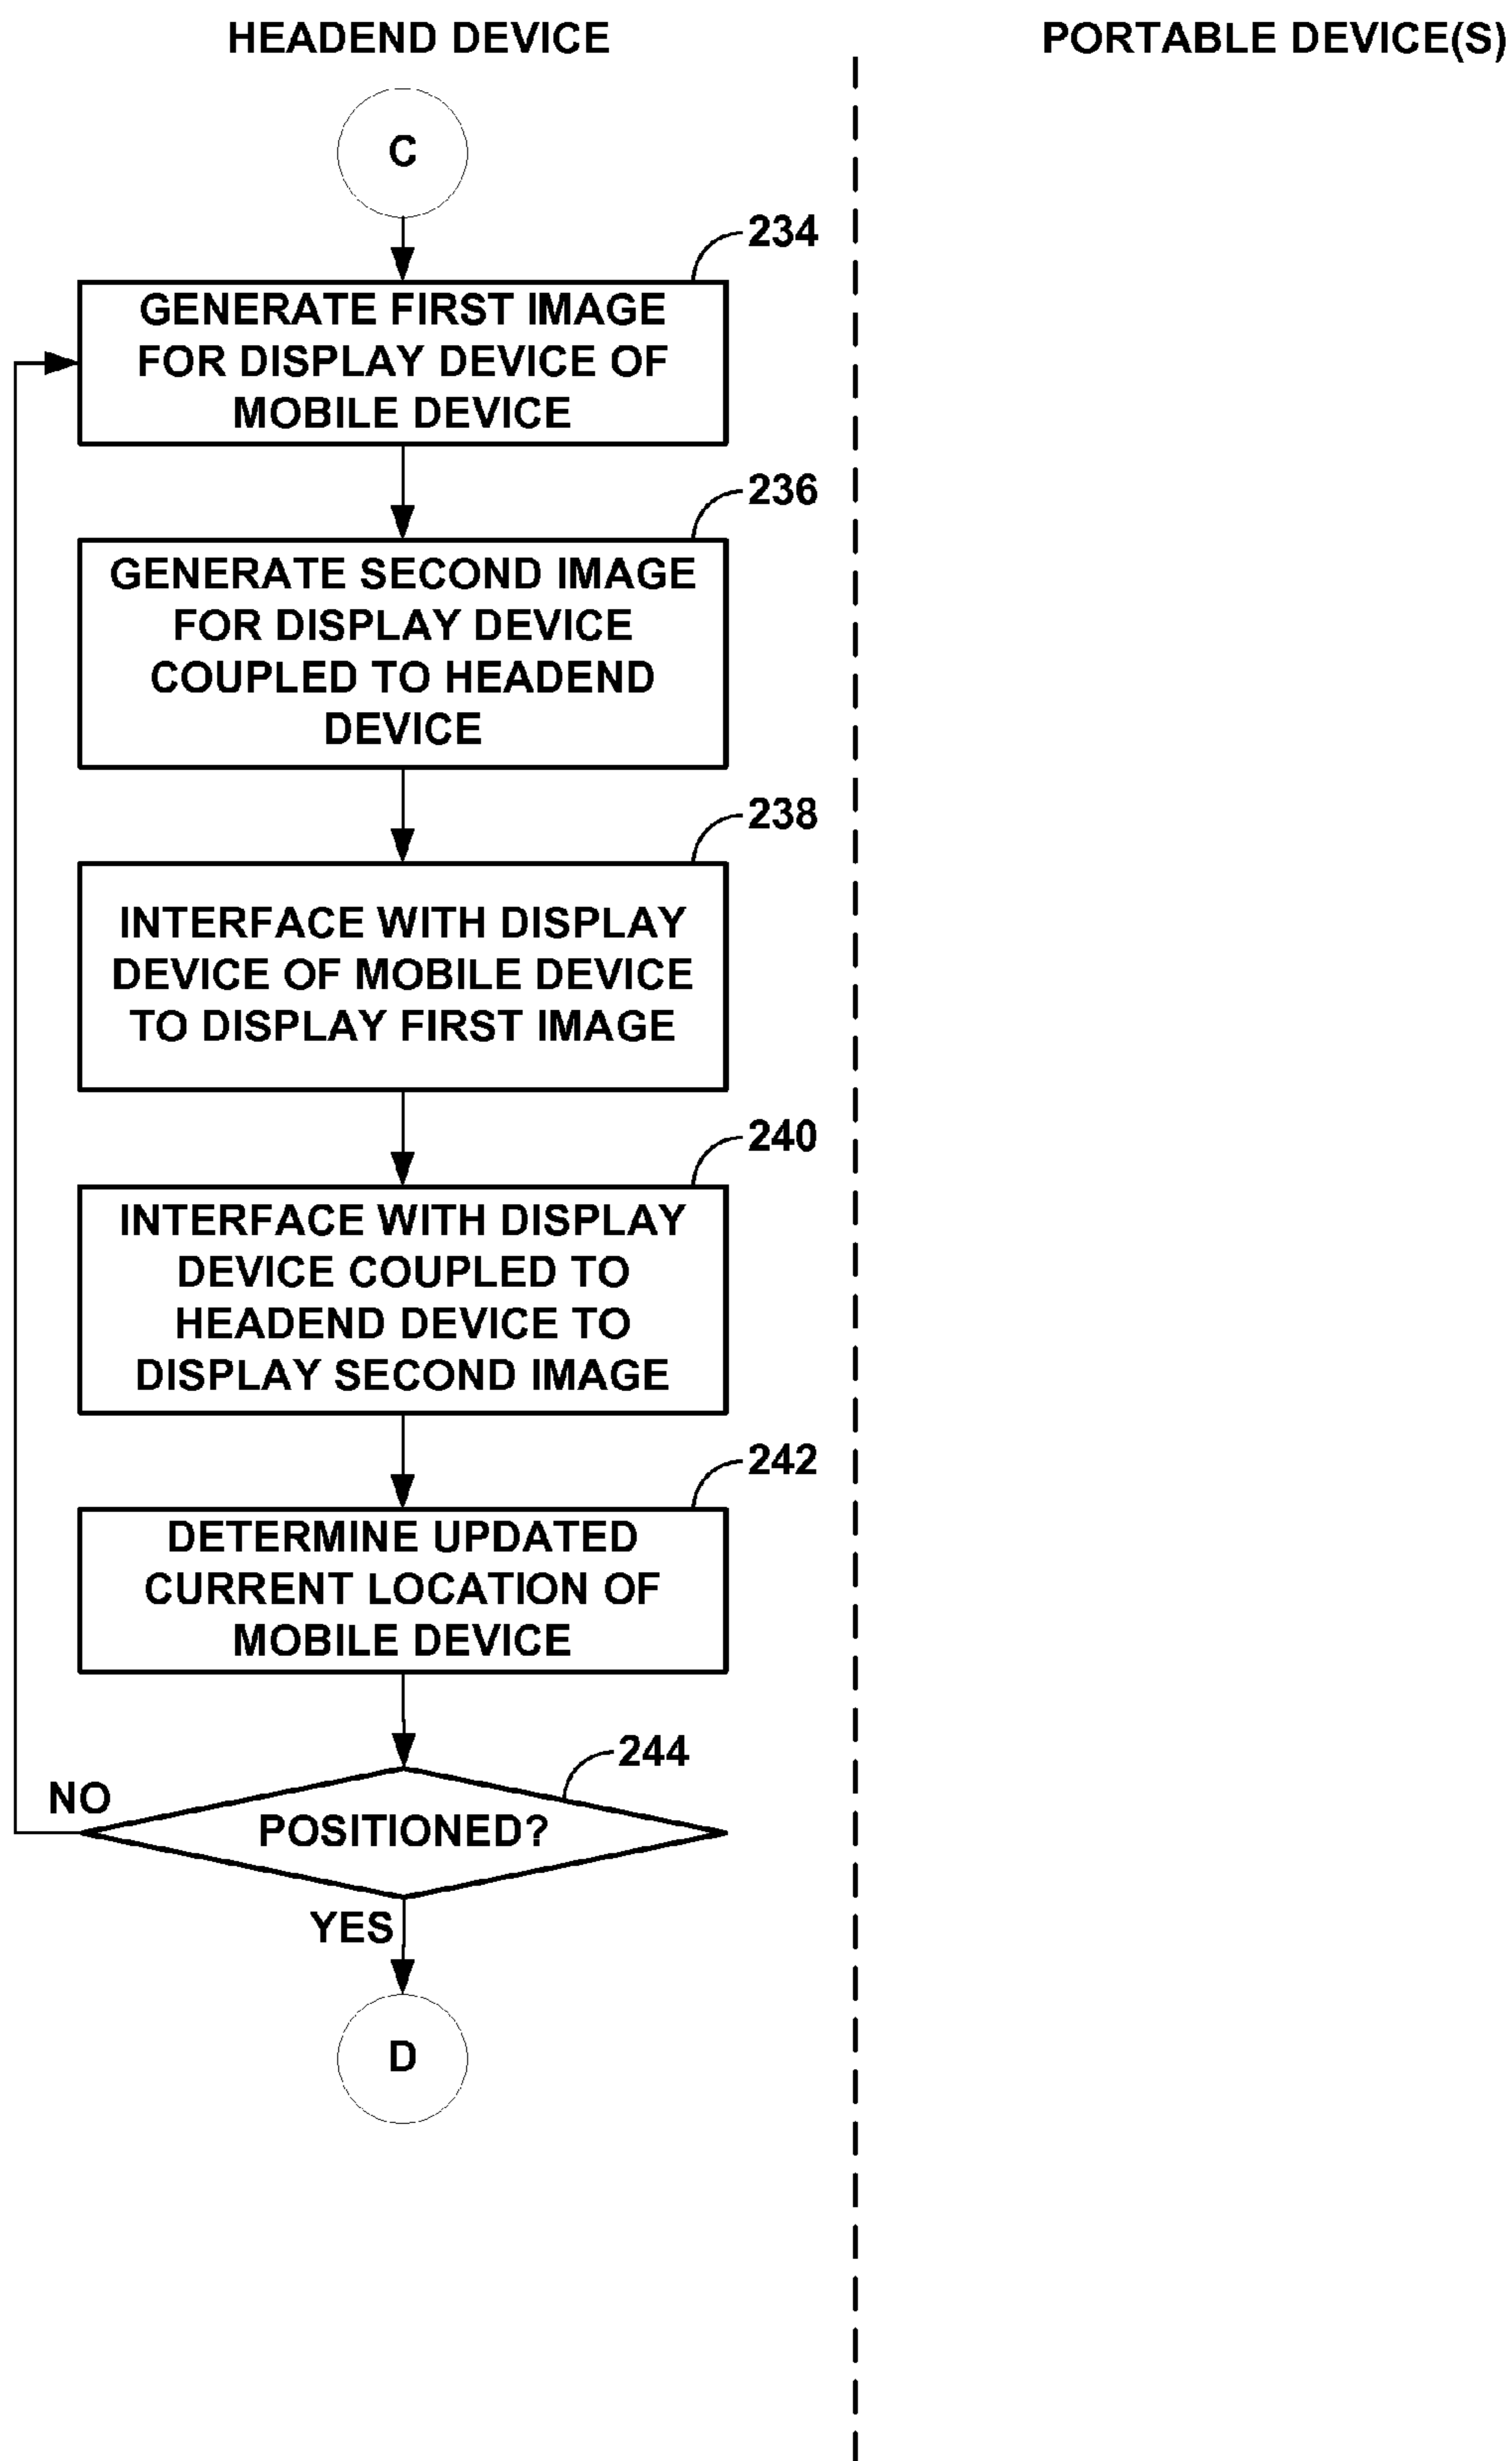 HEADEND DEVICE
PORTABLE DEVICE(S)
C
234
GENERATE FIRST IMAGE
FOR DISPLAY DEVICE OF
MOBILE DEVICE
236
GENERATE SECOND IMAGE
FOR DISPLAY DEVICE
COUPLED TO HEADEND
DEVICE
238
INTERFACE WITH DISPLAY
DEVICE OF MOBILE DEVICE
TO DISPLAY FIRST IMAGE
240
INTERFACE WITH DISPLAY
DEVICE COUPLED TO
HEADEND DEVICE TO
DISPLAY SECOND IMAGE
242
DETERMINE UPDATED
CURRENT LOCATION OF
MOBILE DEVICE
244
NO
POSITIONED?
YES
D